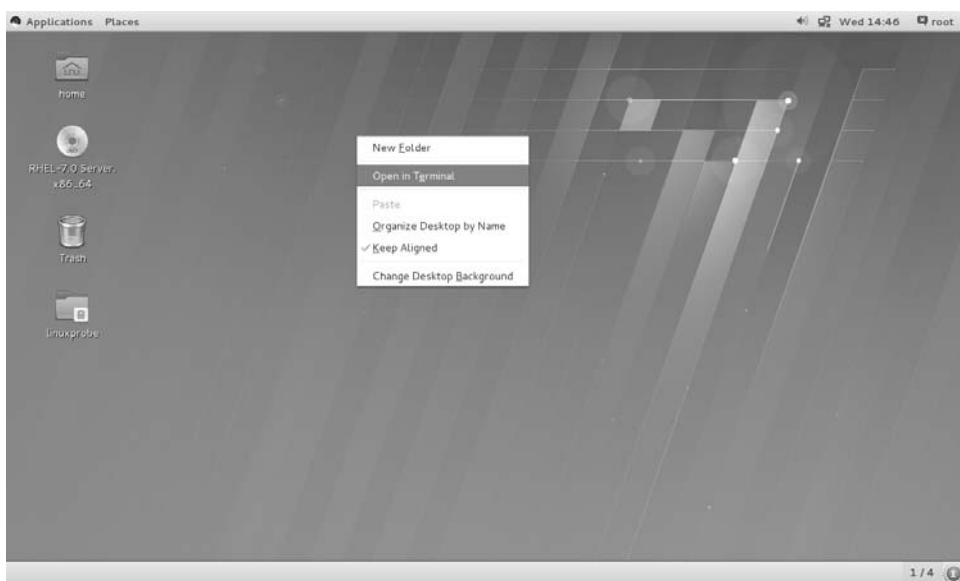 Applications Places Wed 14:46 root
home
RHEL-7.0 Server.
x86_64
Trash
linuxprobe
New Folder
Open in Terminal
Paste
Organize Desktop by Name
Keep Aligned
Change Desktop Background
1 / 4